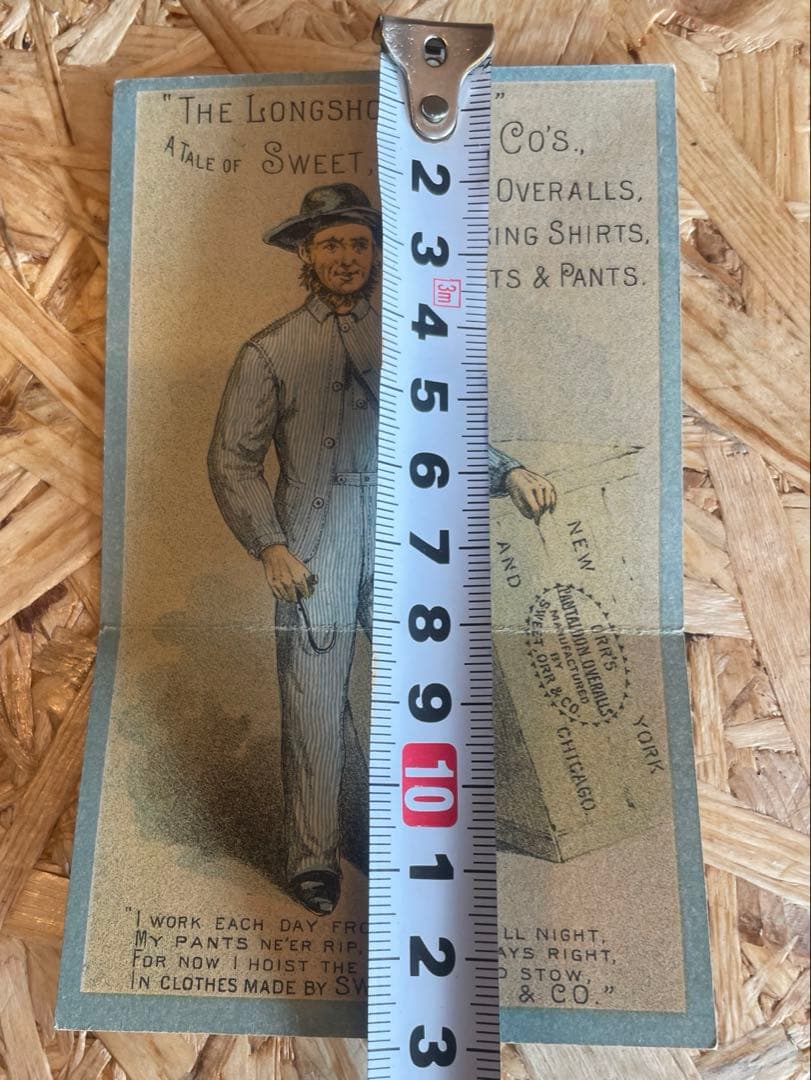 "THE LONGSHO "
A TALE OF SWEET, CO'S.,
OVERALLS,
KING SHIRTS,
TS & PANTS.
2
3
3m
4
5
6
7
8
9
10
1
2
3
NEW YORK
AND CHICAGO.
ORR'S
PANTALOON OVERALLS
MANUFACTURED
BY
SWEET, ORR & CO.
"I WORK EACH DAY FRO LL NIGHT,
MY PANTS NE'ER RIP, AYS RIGHT,
FOR NOW I HOIST THE D STOW,
IN CLOTHES MADE BY SW & CO."